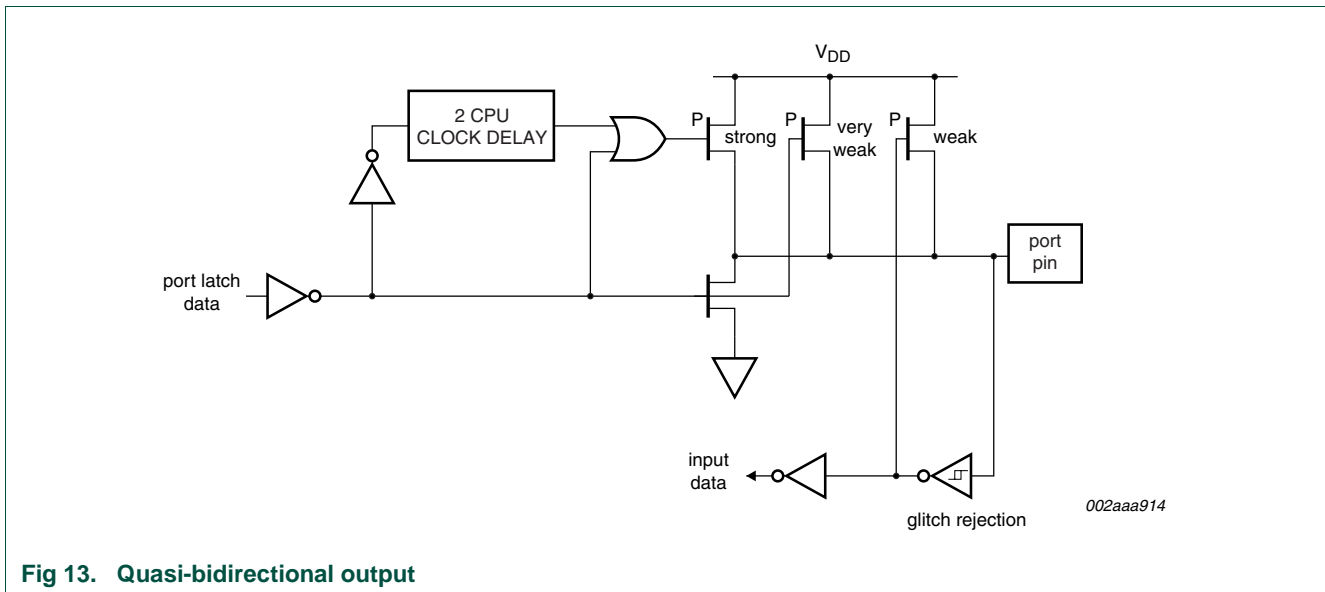 V_DD
2 CPU
CLOCK DELAY
P
strong
P
very
weak
P
weak
port
pin
port latch
data
input
data
glitch rejection
002aaa914
Fig 13. Quasi-bidirectional output